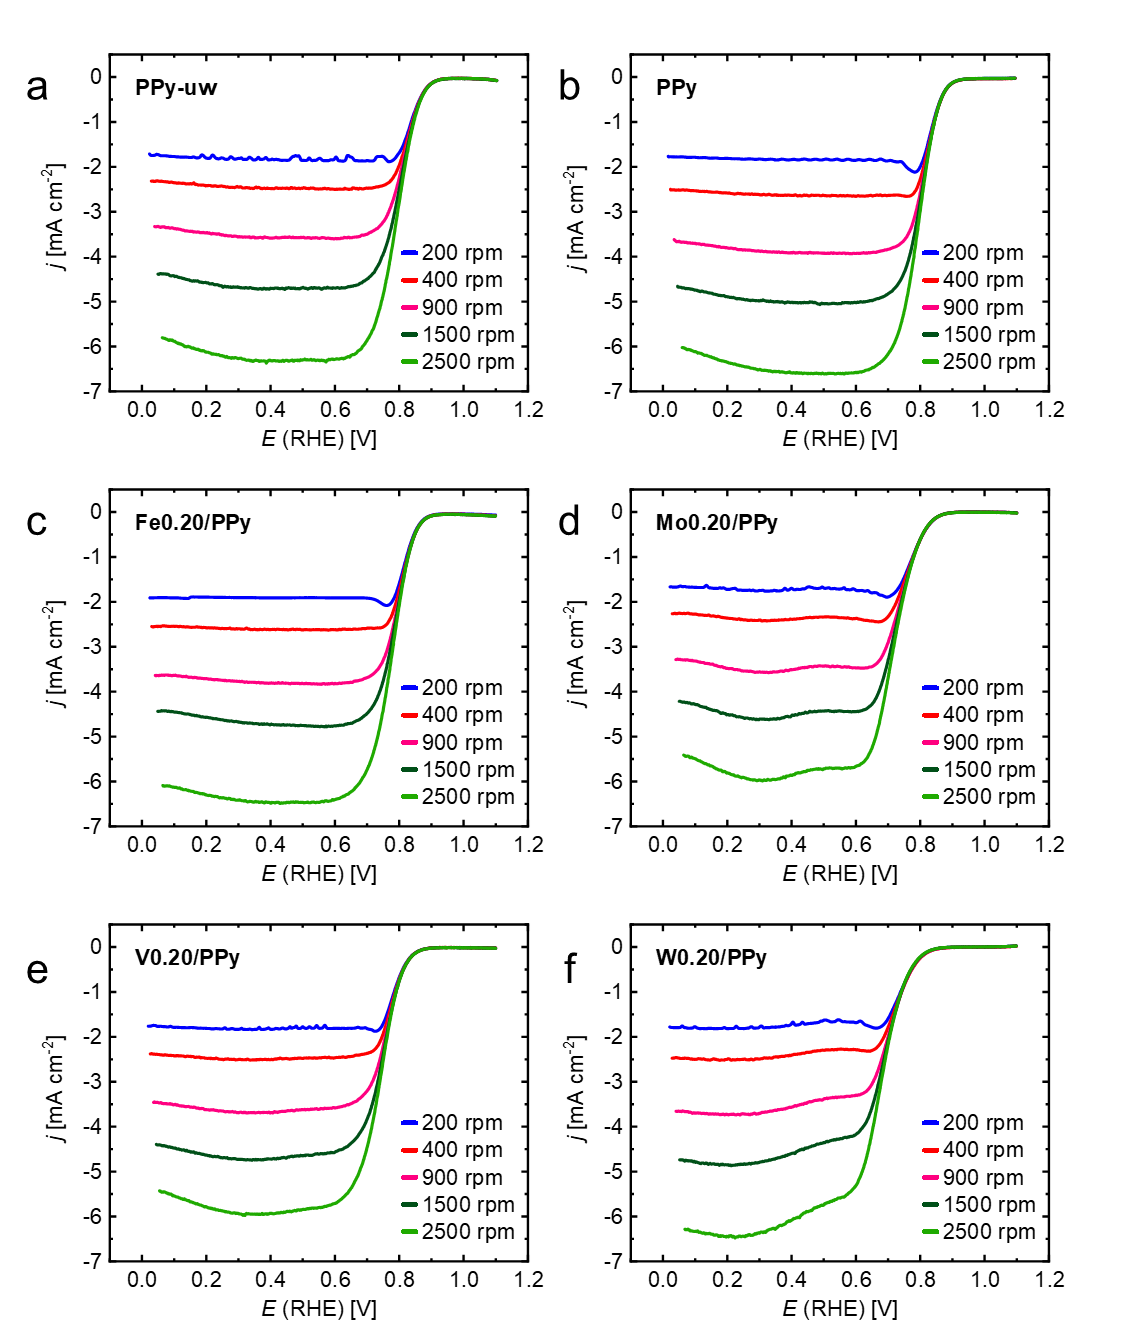 a
PPy-uw
0
-1
-2
-3
-4
-5
-6
-7
j [mA cm-2]
200 rpm
400 rpm
900 rpm
1500 rpm
2500 rpm
0.0 0.2 0.4 0.6 0.8 1.0 1.2
E (RHE) [V]
b
PPy
0
-1
-2
-3
-4
-5
-6
-7
j [mA cm-2]
200 rpm
400 rpm
900 rpm
1500 rpm
2500 rpm
0.0 0.2 0.4 0.6 0.8 1.0 1.2
E (RHE) [V]
c
Fe0.20/PPy
0
-1
-2
-3
-4
-5
-6
-7
j [mA cm-2]
200 rpm
400 rpm
900 rpm
1500 rpm
2500 rpm
0.0 0.2 0.4 0.6 0.8 1.0 1.2
E (RHE) [V]
d
Mo0.20/PPy
0
-1
-2
-3
-4
-5
-6
-7
j [mA cm-2]
200 rpm
400 rpm
900 rpm
1500 rpm
2500 rpm
0.0 0.2 0.4 0.6 0.8 1.0 1.2
E (RHE) [V]
e
V0.20/PPy
0
-1
-2
-3
-4
-5
-6
-7
j [mA cm-2]
200 rpm
400 rpm
900 rpm
1500 rpm
2500 rpm
0.0 0.2 0.4 0.6 0.8 1.0 1.2
E (RHE) [V]
f
W0.20/PPy
0
-1
-2
-3
-4
-5
-6
-7
j [mA cm-2]
200 rpm
400 rpm
900 rpm
1500 rpm
2500 rpm
0.0 0.2 0.4 0.6 0.8 1.0 1.2
E (RHE) [V]